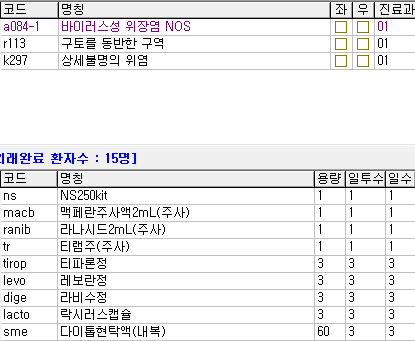 코드 명칭 좌 우 진료과
a084-1 바이러스성 위장염 NOS 01
r113 구토를 동반한 구역 01
k297 상세불명의 위염 01
외래완료 환자수 : 15명]
코드 명칭 용량 일투수 일수
ns NS250kit 1 1 1
macb 맥페란주사액2mL(주사) 1 1 1
ranib 라나시드2mL(주사) 1 1 1
tr 티램주(주사) 1 1 1
tirop 티파론정 3 3 3
levo 레보란정 3 3 3
dige 라비수정 3 3 3
lacto 락시러스캡슐 3 3 3
sme 다이톱현탁액(내복) 60 3 3